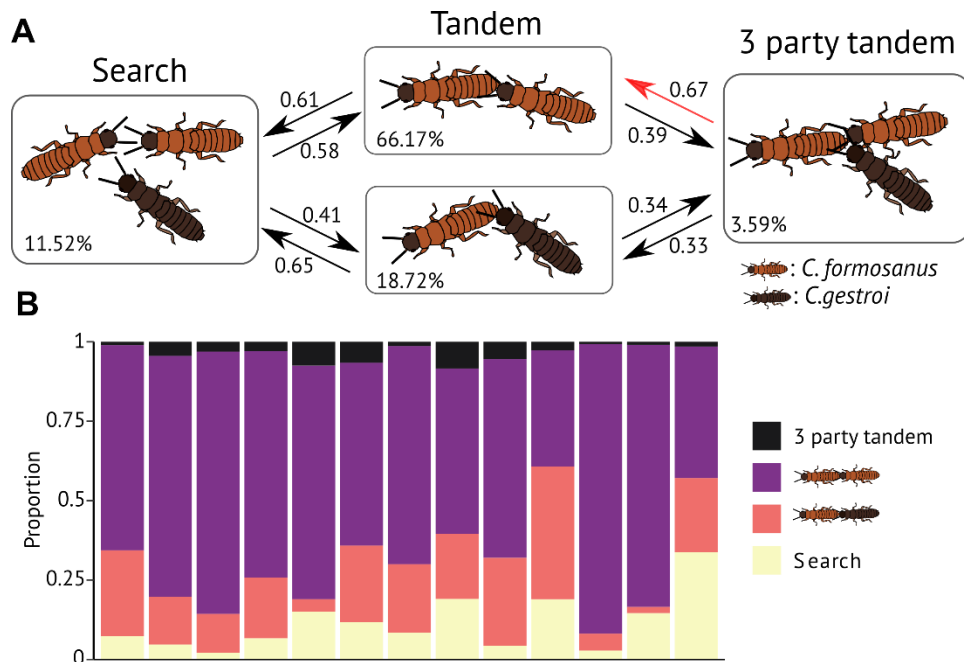 A
Tandem
3 party tandem
Search
0.61
0.58
66.17%
0.67
0.39
11.52%
0.41
0.65
18.72%
0.34
0.33
3.59%
: C. formosanus
: C.gestroi
B
1
0.75
0.5
0.25
0
Proportion
3 party tandem
Search